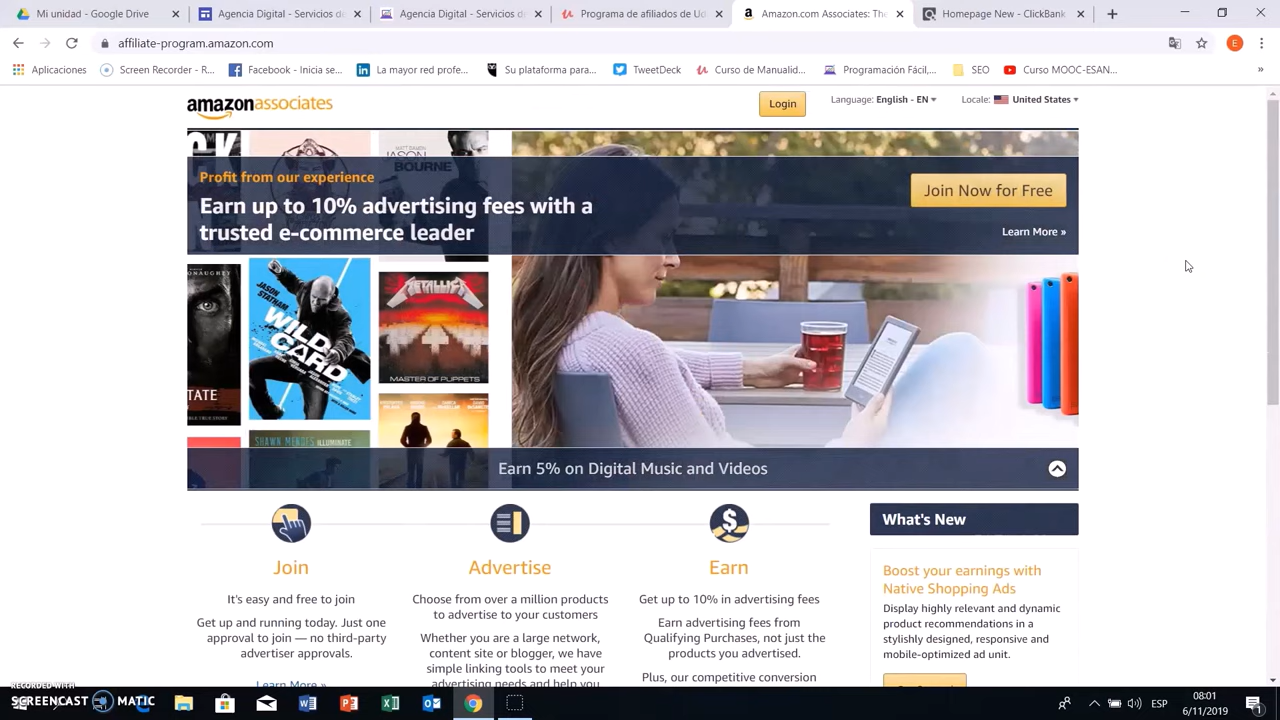 Mi unidad - Google Drive
Agencia Digital - Servicios de
Agencia Digital - Servicios de
Programa de afiliados de Ud
Amazon.com Associates: The
Homepage New - ClickBank
affiliate-program.amazon.com
E
Aplicaciones
Screen Recorder - R...
Facebook - Inicia se...
La mayor red profe...
Su plataforma para...
TweetDeck
Curso de Manualid...
Programación Fácil,...
SEO
Curso MOOC-ESAN...
»
amazonassociates
Login
Language: English - EN
Locale: United States
Profit from our experience
Earn up to 10% advertising fees with a
trusted e-commerce leader
Join Now for Free
Learn More »
MATT DAMON
JASON BOURNE
JASON STATHAM
WILD CARD
METALLICA
MASTER OF PUPPETS
TATE
SHAWN MENDES ILLUMINATE
Earn 5% on Digital Music and Videos
Join
It's easy and free to join
Get up and running today. Just one
approval to join — no third-party
advertiser approvals.
Learn More »
Advertise
Choose from over a million products
to advertise to your customers
Whether you are a large network,
content site or blogger, we have
simple linking tools to meet your
advertising needs and help you
Earn
Get up to 10% in advertising fees
Earn advertising fees from
Qualifying Purchases, not just the
products you advertised.
Plus, our competitive conversion
What's New
Boost your earnings with
Native Shopping Ads
Display highly relevant and dynamic
product recommendations in a
stylishly designed, responsive and
mobile-optimized ad unit.
RECORDED WITH
SCREENCAST MATIC
ESP
08:01
6/11/2019
1